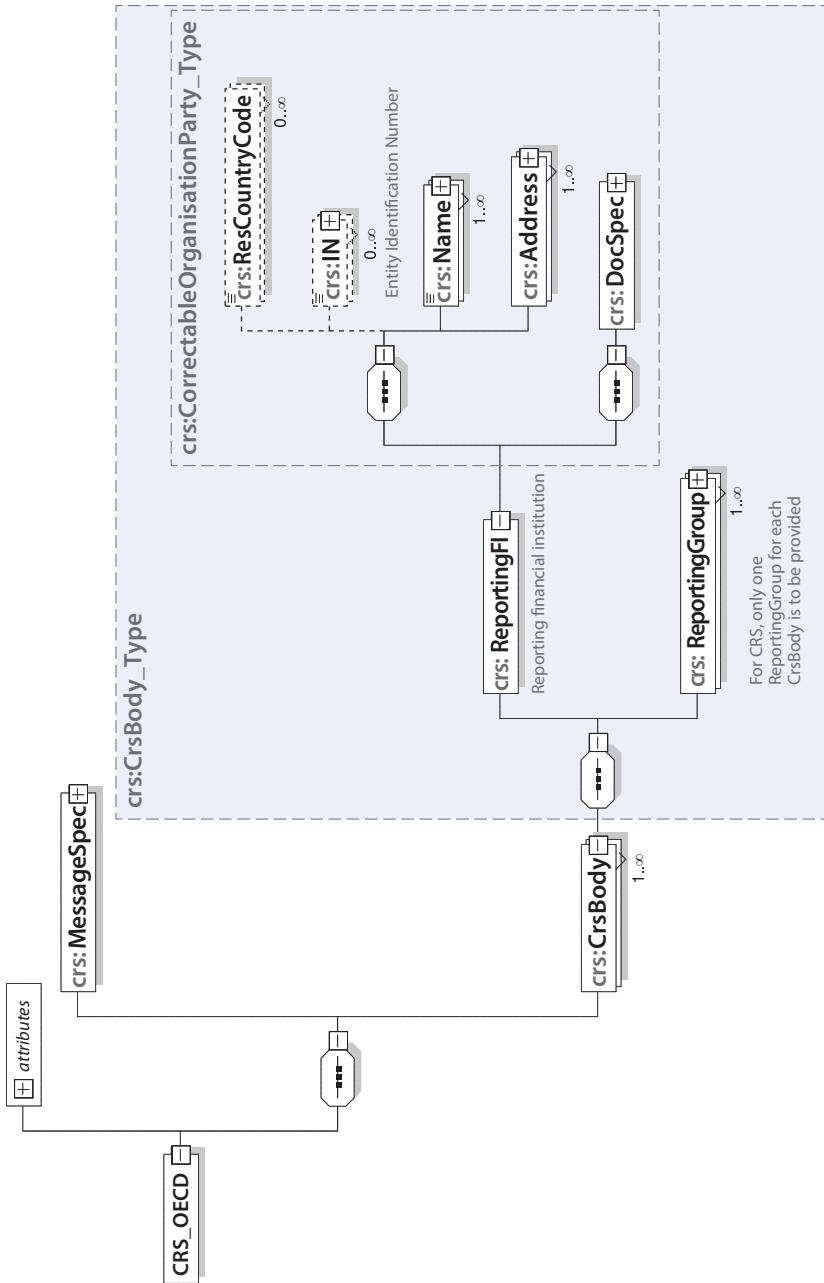 attributes
CRS_OECD
crs:MessageSpec
crs:CrsBody
1..∞
crs:CrsBody_Type
crs:ReportingFI
Reporting financial institution
crs:ReportingGroup
1..∞
For CRS, only one
ReportingGroup for each
CrsBody is to be provided
crs:CorrectableOrganisationParty_Type
crs:ResCountryCode
0..∞
crs:IN
0..∞
Entity Identification Number
crs:Name
1..∞
crs:Address
1..∞
crs:DocSpec